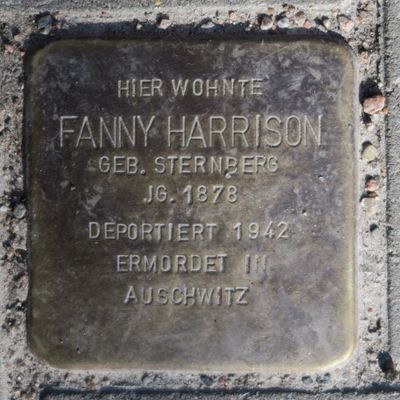 HIER WOHNTE
FANNY HARRISON
GEB. STERNBERG
JG. 1878
DEPORTIERT 1942
ERMORDET IN
AUSCHWITZ